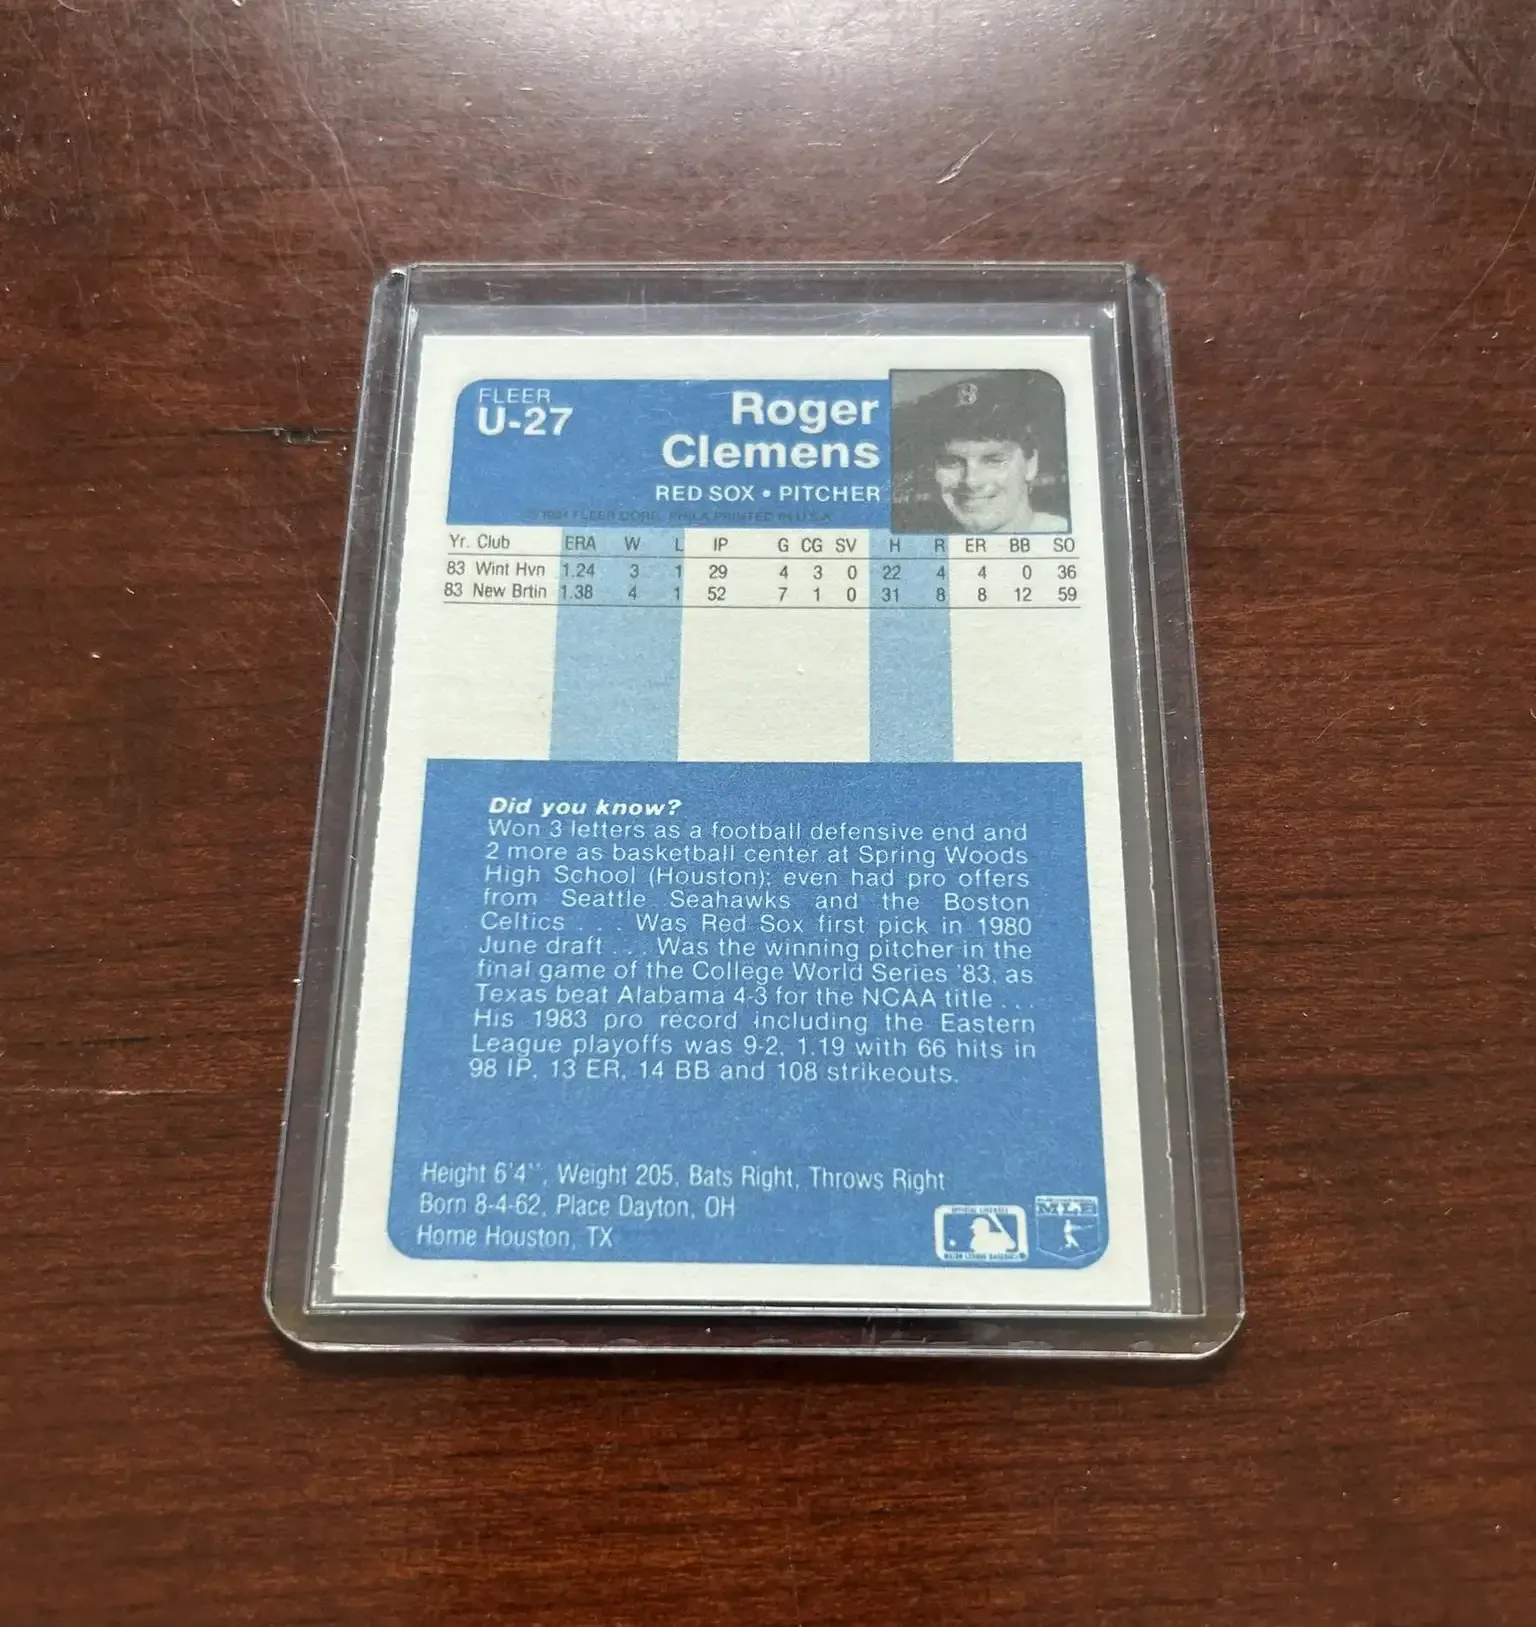 FLEER
U-27
Roger
Clemens
RED SOX • PITCHER
© 1984 FLEER CORP. PHILA PRINTED IN U.S.A.
Yr. Club ERA W L IP G CG SV H R ER BB SO
83 Wint Hvn 1.24 3 1 29 4 3 0 22 4 4 0 36
83 New Brtin 1.38 4 1 52 7 1 0 31 8 8 12 59
Did you know?
Won 3 letters as a football defensive end and
2 more as basketball center at Spring Woods
High School (Houston); even had pro offers
from Seattle Seahawks and the Boston
Celtics . . . Was Red Sox first pick in 1980
June draft . . . Was the winning pitcher in the
final game of the College World Series '83, as
Texas beat Alabama 4-3 for the NCAA title . . .
His 1983 pro record including the Eastern
League playoffs was 9-2, 1.19 with 66 hits in
98 IP, 13 ER, 14 BB and 108 strikeouts.
Height 6'4", Weight 205, Bats Right, Throws Right
Born 8-4-62, Place Dayton, OH
Home Houston, TX
MLB